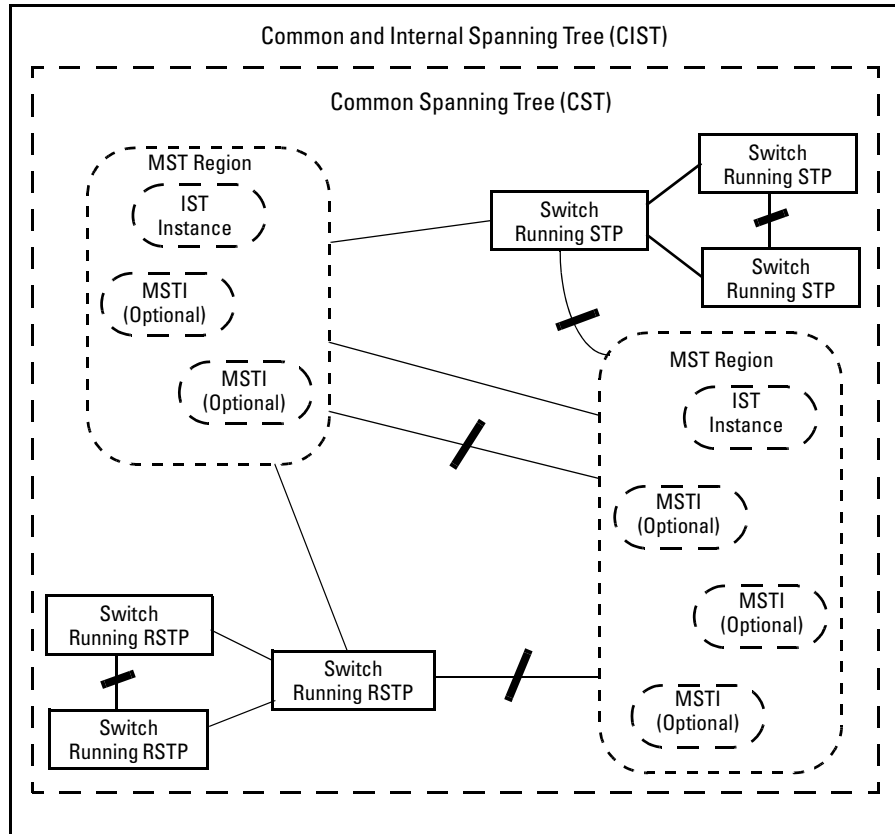 Common and Internal Spanning Tree (CIST)
Common Spanning Tree (CST)
MST Region
IST
Instance
MSTI
(Optional)
MSTI
(Optional)
Switch
Running STP
Switch
Running STP
Switch
Running STP
MST Region
IST
Instance
MSTI
(Optional)
MSTI
(Optional)
MSTI
(Optional)
Switch
Running RSTP
Switch
Running RSTP
Switch
Running RSTP